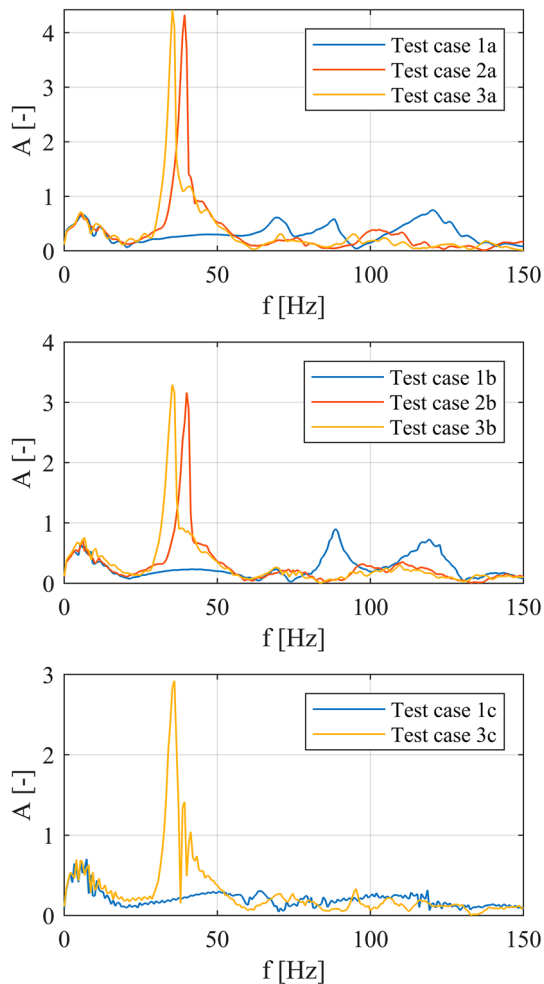 4
3
2
1
0
A [-]
Test case 1a
Test case 2a
Test case 3a
0 50 100 150
f [Hz]
4
3
2
1
0
A [-]
Test case 1b
Test case 2b
Test case 3b
0 50 100 150
f [Hz]
3
2
1
0
A [-]
Test case 1c
Test case 3c
0 50 100 150
f [Hz]